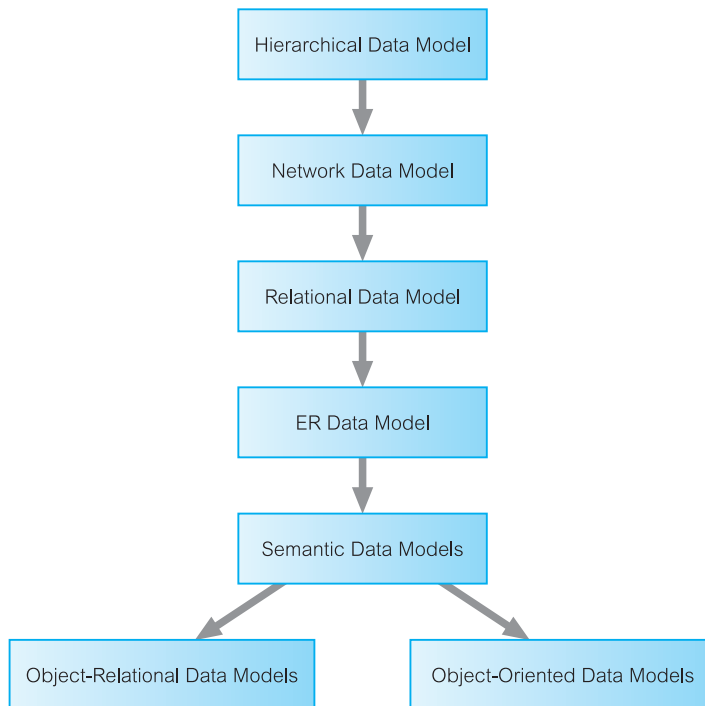 Hierarchical Data Model
Network Data Model
Relational Data Model
ER Data Model
Semantic Data Models
Object-Relational Data Models
Object-Oriented Data Models